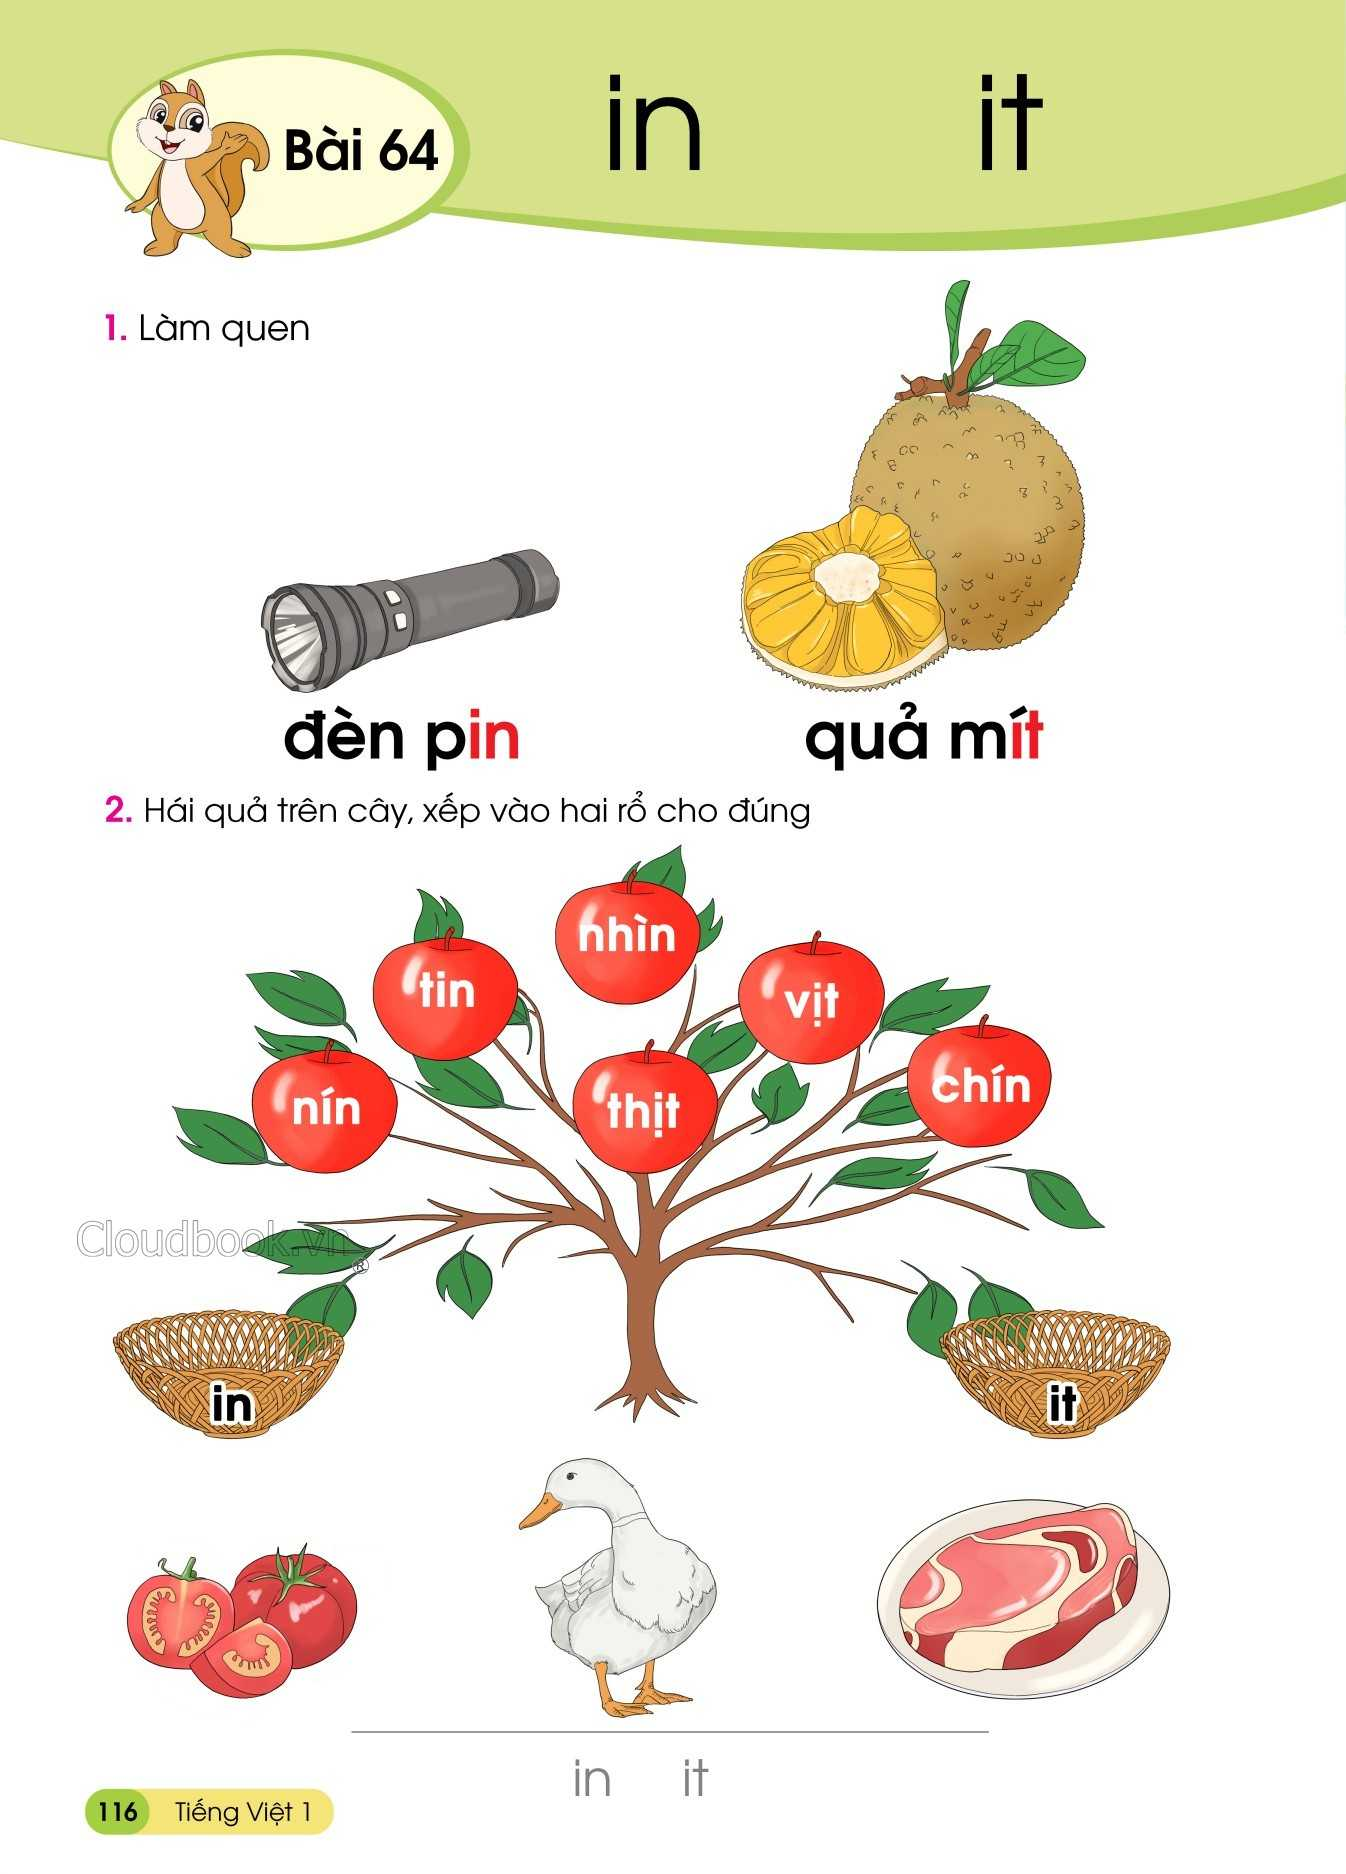 Bài 64
in it
1. Làm quen
đèn pin quả mít
2. Hái quả trên cây, xếp vào hai rổ cho đúng
nhìn
tin
vịt
chín
nín
thịt
Cloudbook.vn®
in it
in it
116 Tiếng Việt 1